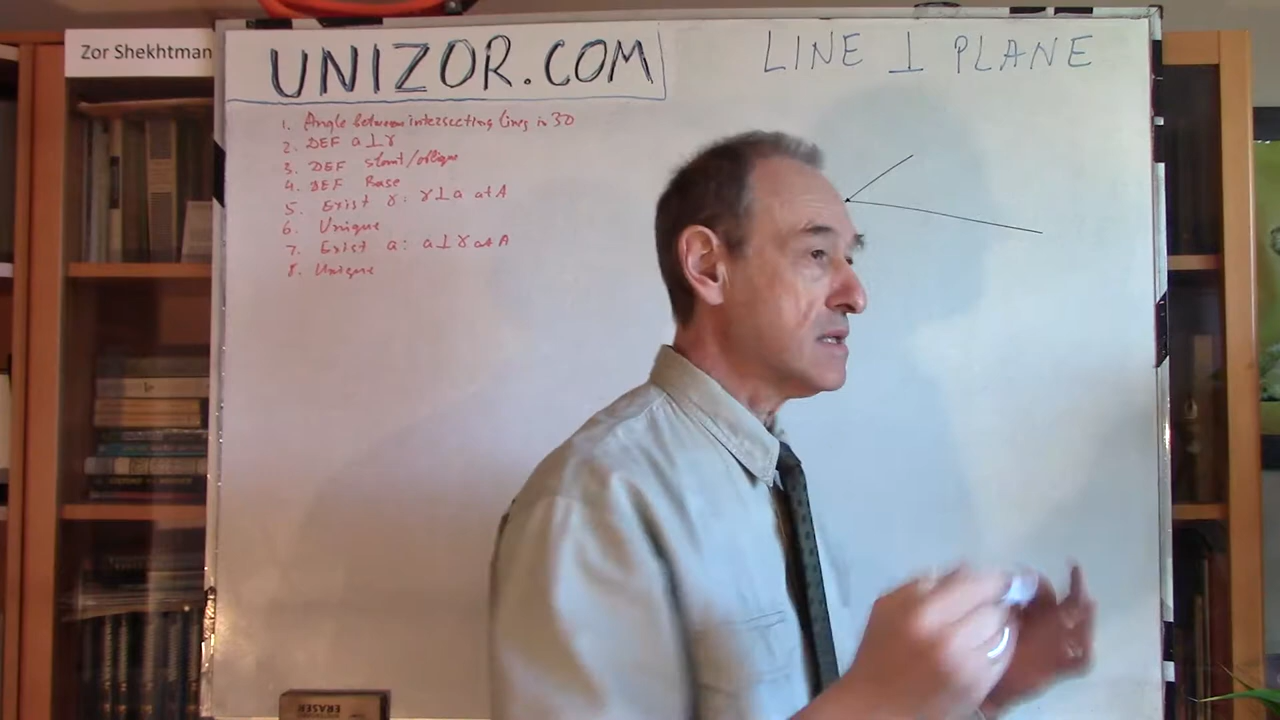 Zor Shekhtman
UNIZOR.COM
LINE ⊥ PLANE
1. Angle between intersecting lines in 3D
2. DEF a⊥γ
3. DEF slant/oblique
4. DEF Base
5. Exist γ: γ⊥a at A
6. Unique
7. Exist a: a⊥γ at A
8. Unique
ERASER